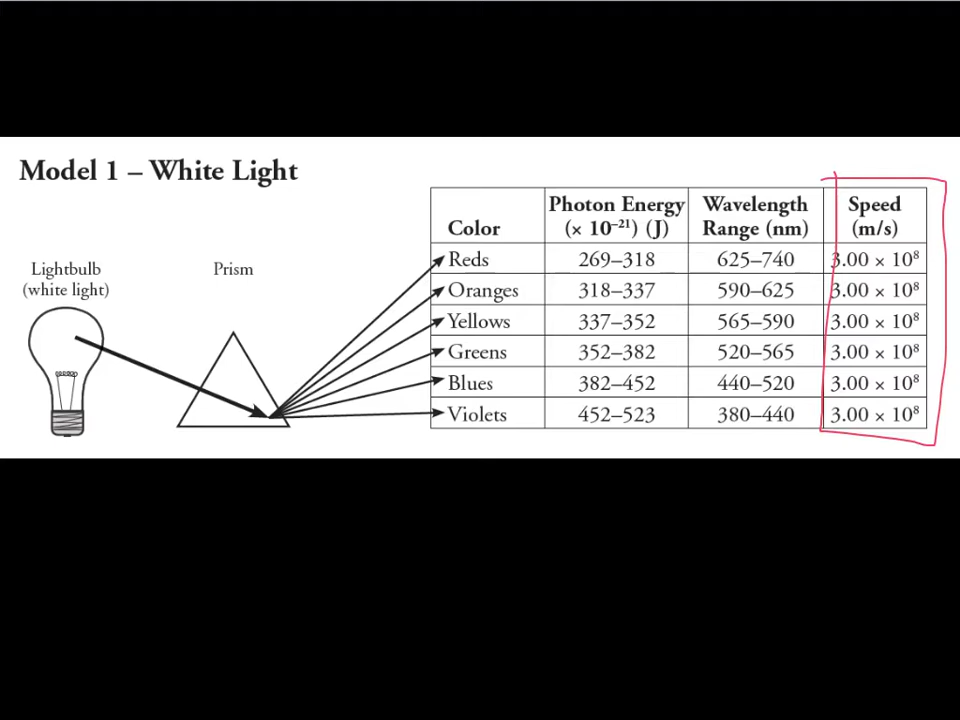 Model 1 – White Light
Lightbulb
(white light)
Prism
Color Photon Energy (× 10⁻²¹) (J) Wavelength Range (nm) Speed (m/s)
Reds 269–318 625–740 3.00 × 10⁸
Oranges 318–337 590–625 3.00 × 10⁸
Yellows 337–352 565–590 3.00 × 10⁸
Greens 352–382 520–565 3.00 × 10⁸
Blues 382–452 440–520 3.00 × 10⁸
Violets 452–523 380–440 3.00 × 10⁸